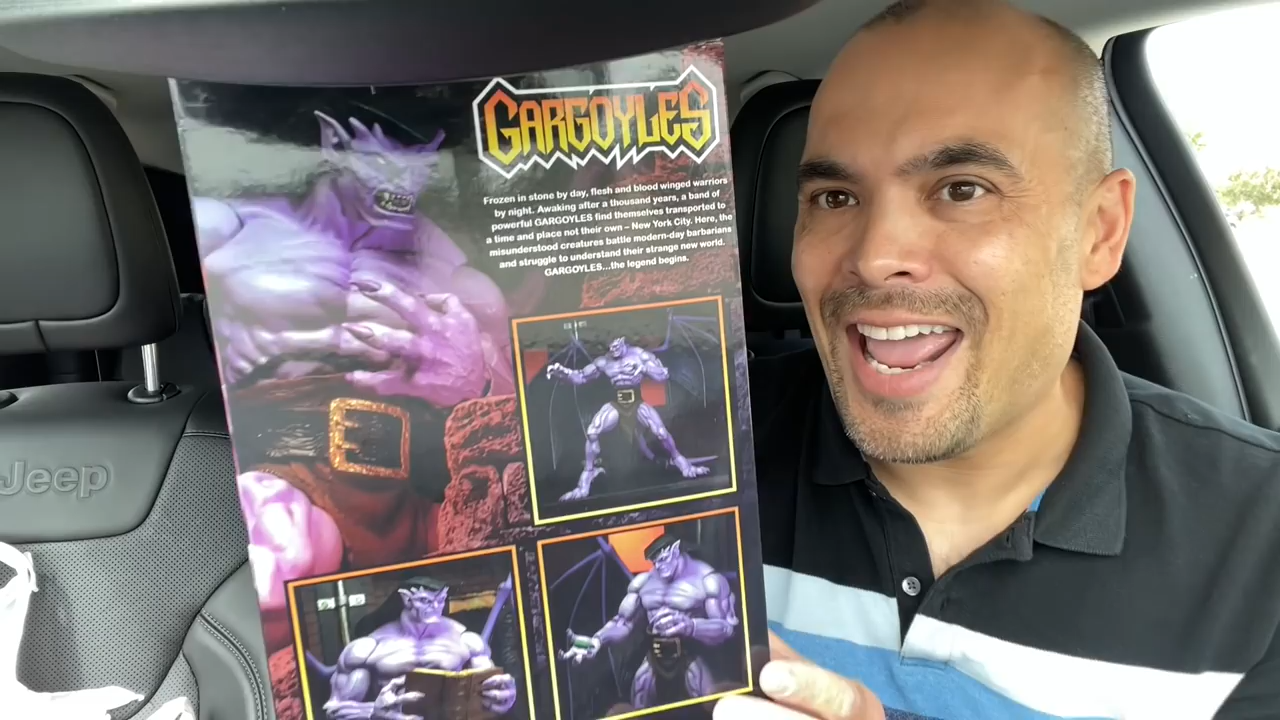 GARGOYLES
Frozen in stone by day, flesh and blood winged warriors
by night. Awaking after a thousand years, a band of
powerful GARGOYLES find themselves transported to
a time and place not their own – New York City. Here, the
misunderstood creatures battle modern-day barbarians
and struggle to understand their strange new world.
GARGOYLES...the legend begins.
Jeep